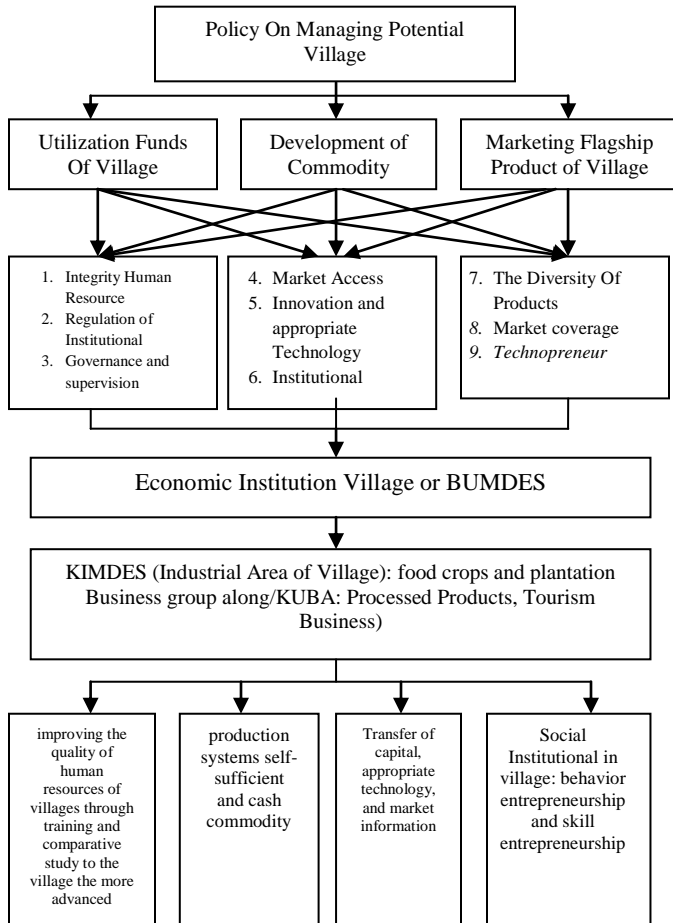 Policy On Managing Potential
Village
Utilization Funds
Of Village
Development of
Commodity
Marketing Flagship
Product of Village
1. Integrity Human
Resource
2. Regulation of
Institutional
3. Governance and
supervision
4. Market Access
5. Innovation and
appropriate
Technology
6. Institutional
7. The Diversity Of
Products
8. Market coverage
9. Technopreneur
Economic Institution Village or BUMDES
KIMDES (Industrial Area of Village): food crops and plantation
Business group along/KUBA: Processed Products, Tourism
Business)
improving the
quality of
human
resources of
villages through
training and
comparative
study to the
village the more
advanced
production
systems self-
sufficient
and cash
commodity
Transfer of
capital,
appropriate
technology,
and market
information
Social
Institutional in
village: behavior
entrepreneurship
and skill
entrepreneurship